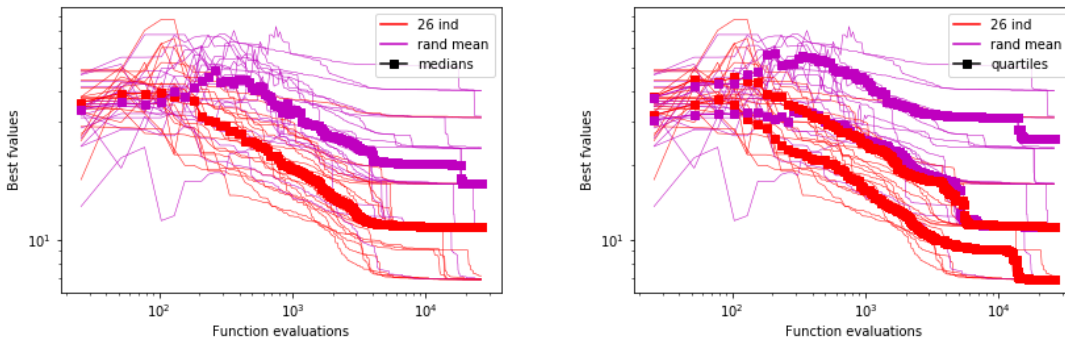 26 ind
rand mean
medians
Best fvalues
10¹
10² 10³ 10⁴
Function evaluations
26 ind
rand mean
quartiles
Best fvalues
10¹
10² 10³ 10⁴
Function evaluations